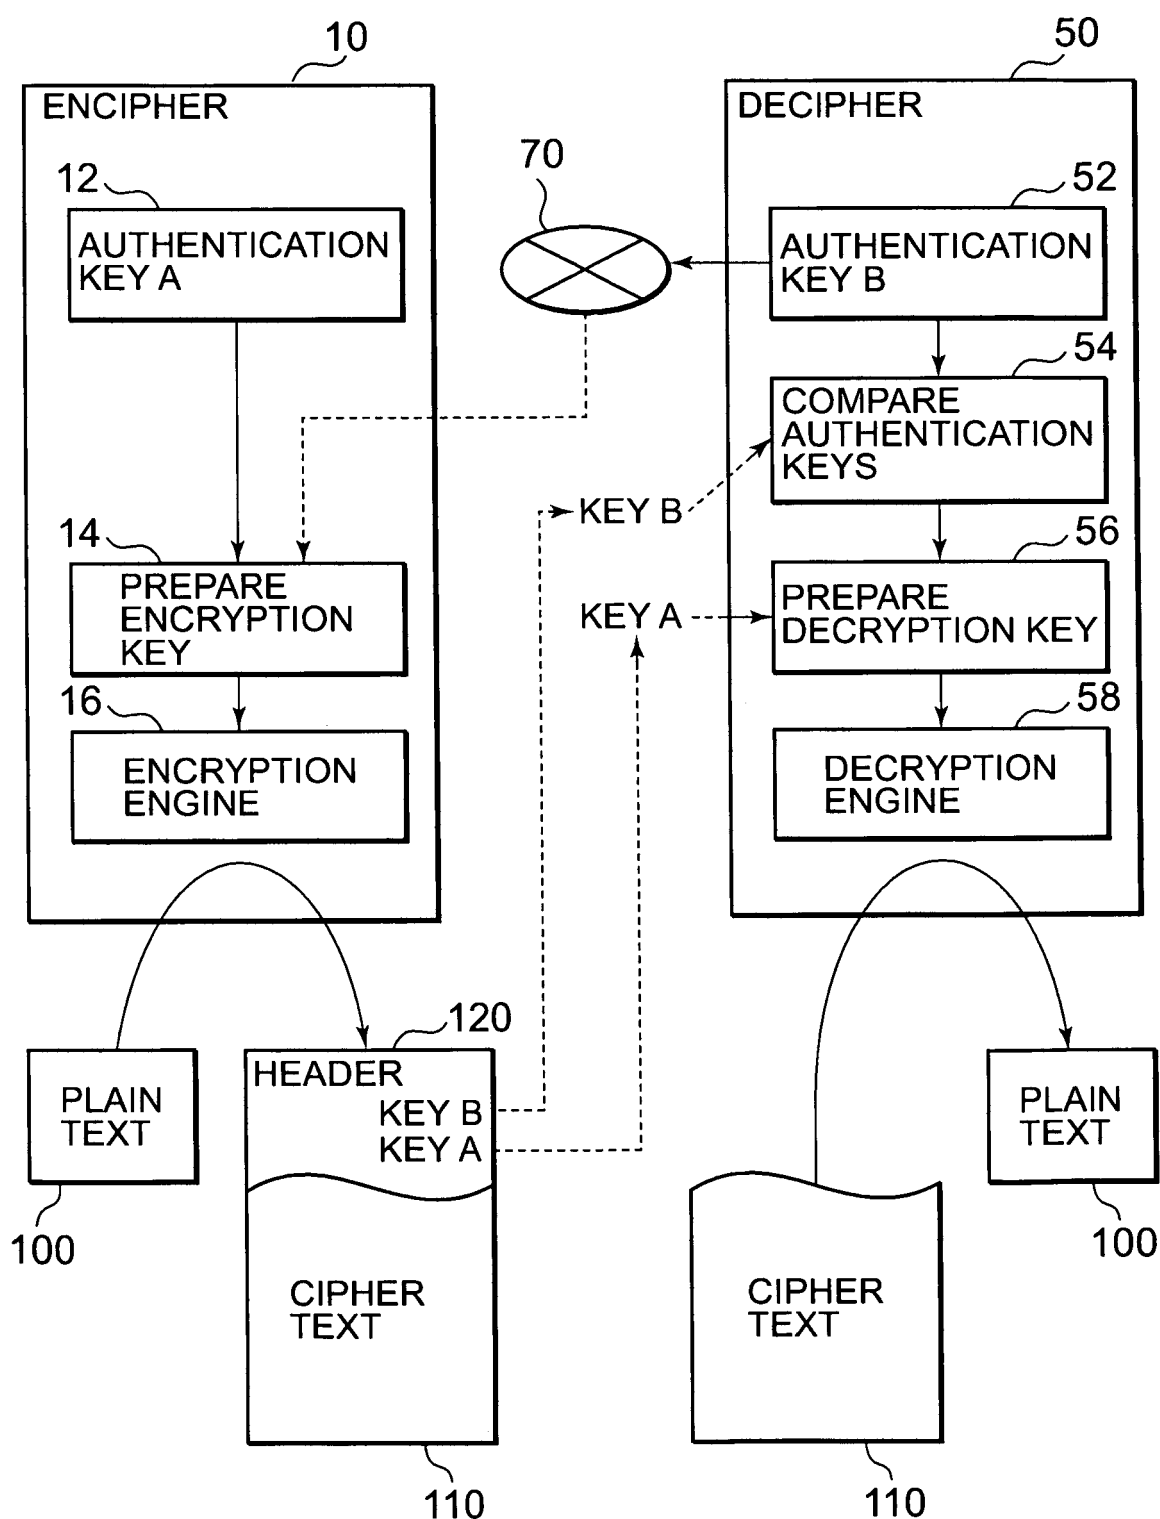 10
ENCIPHER
12
AUTHENTICATION
KEY A
14
PREPARE
ENCRYPTION
KEY
16
ENCRYPTION
ENGINE
70
50
DECIPHER
52
AUTHENTICATION
KEY B
54
COMPARE
AUTHENTICATION
KEYS
KEY B
56
KEY A
PREPARE
DECRYPTION KEY
58
DECRYPTION
ENGINE
PLAIN
TEXT
100
120
HEADER
KEY B
KEY A
CIPHER
TEXT
110
CIPHER
TEXT
110
PLAIN
TEXT
100